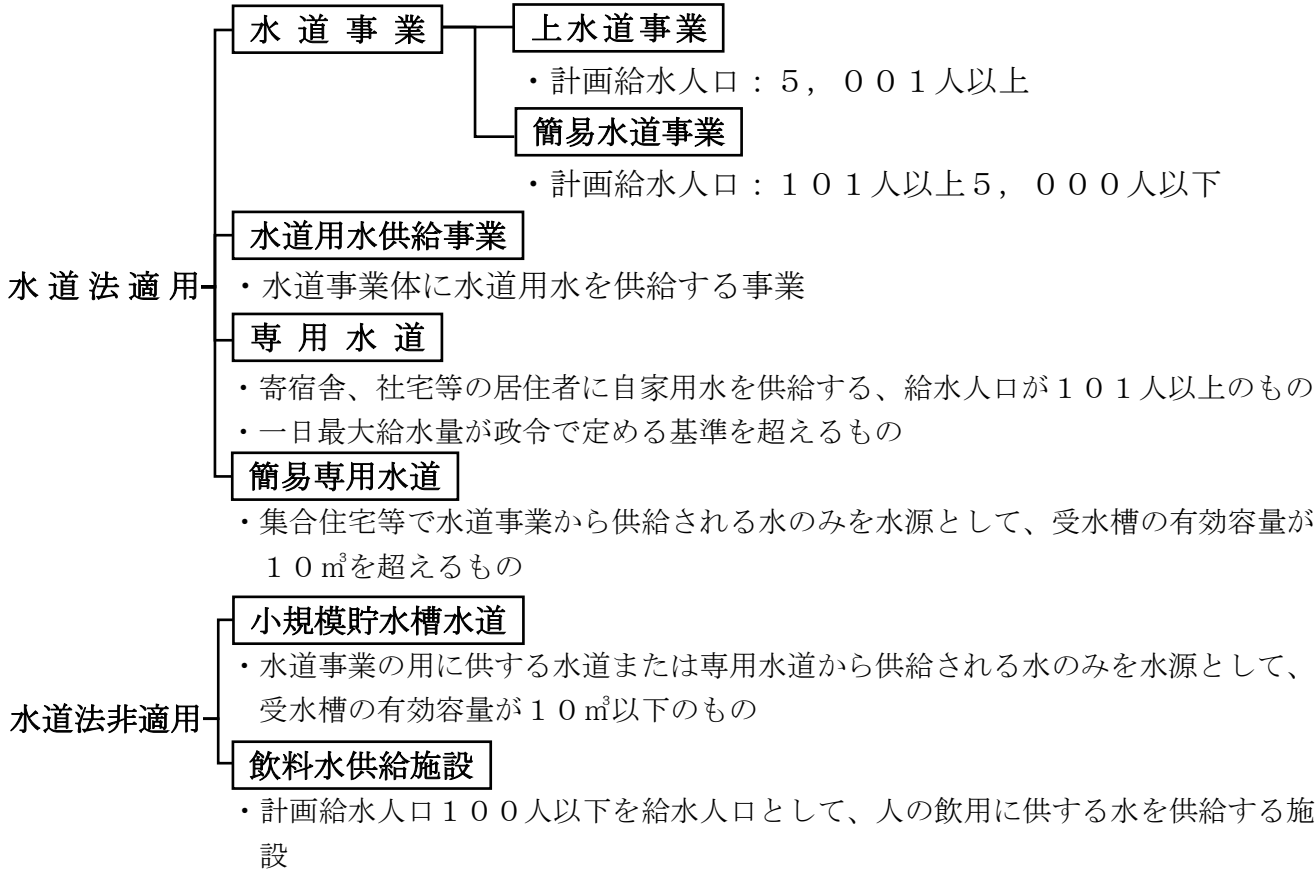 水道事業
上水道事業
・計画給水人口：５，００１人以上
簡易水道事業
・計画給水人口：１０１人以上５，０００人以下
水道用水供給事業
水道法適用
・水道事業体に水道用水を供給する事業
専用水道
・寄宿舎、社宅等の居住者に自家用水を供給する、給水人口が１０１人以上のもの
・一日最大給水量が政令で定める基準を超えるもの
簡易専用水道
・集合住宅等で水道事業から供給される水のみを水源として、受水槽の有効容量が
１０㎥を超えるもの
小規模貯水槽水道
・水道事業の用に供する水道または専用水道から供給される水のみを水源として、
受水槽の有効容量が１０㎥以下のもの
水道法非適用
飲料水供給施設
・計画給水人口１００人以下を給水人口として、人の飲用に供する水を供給する施
設